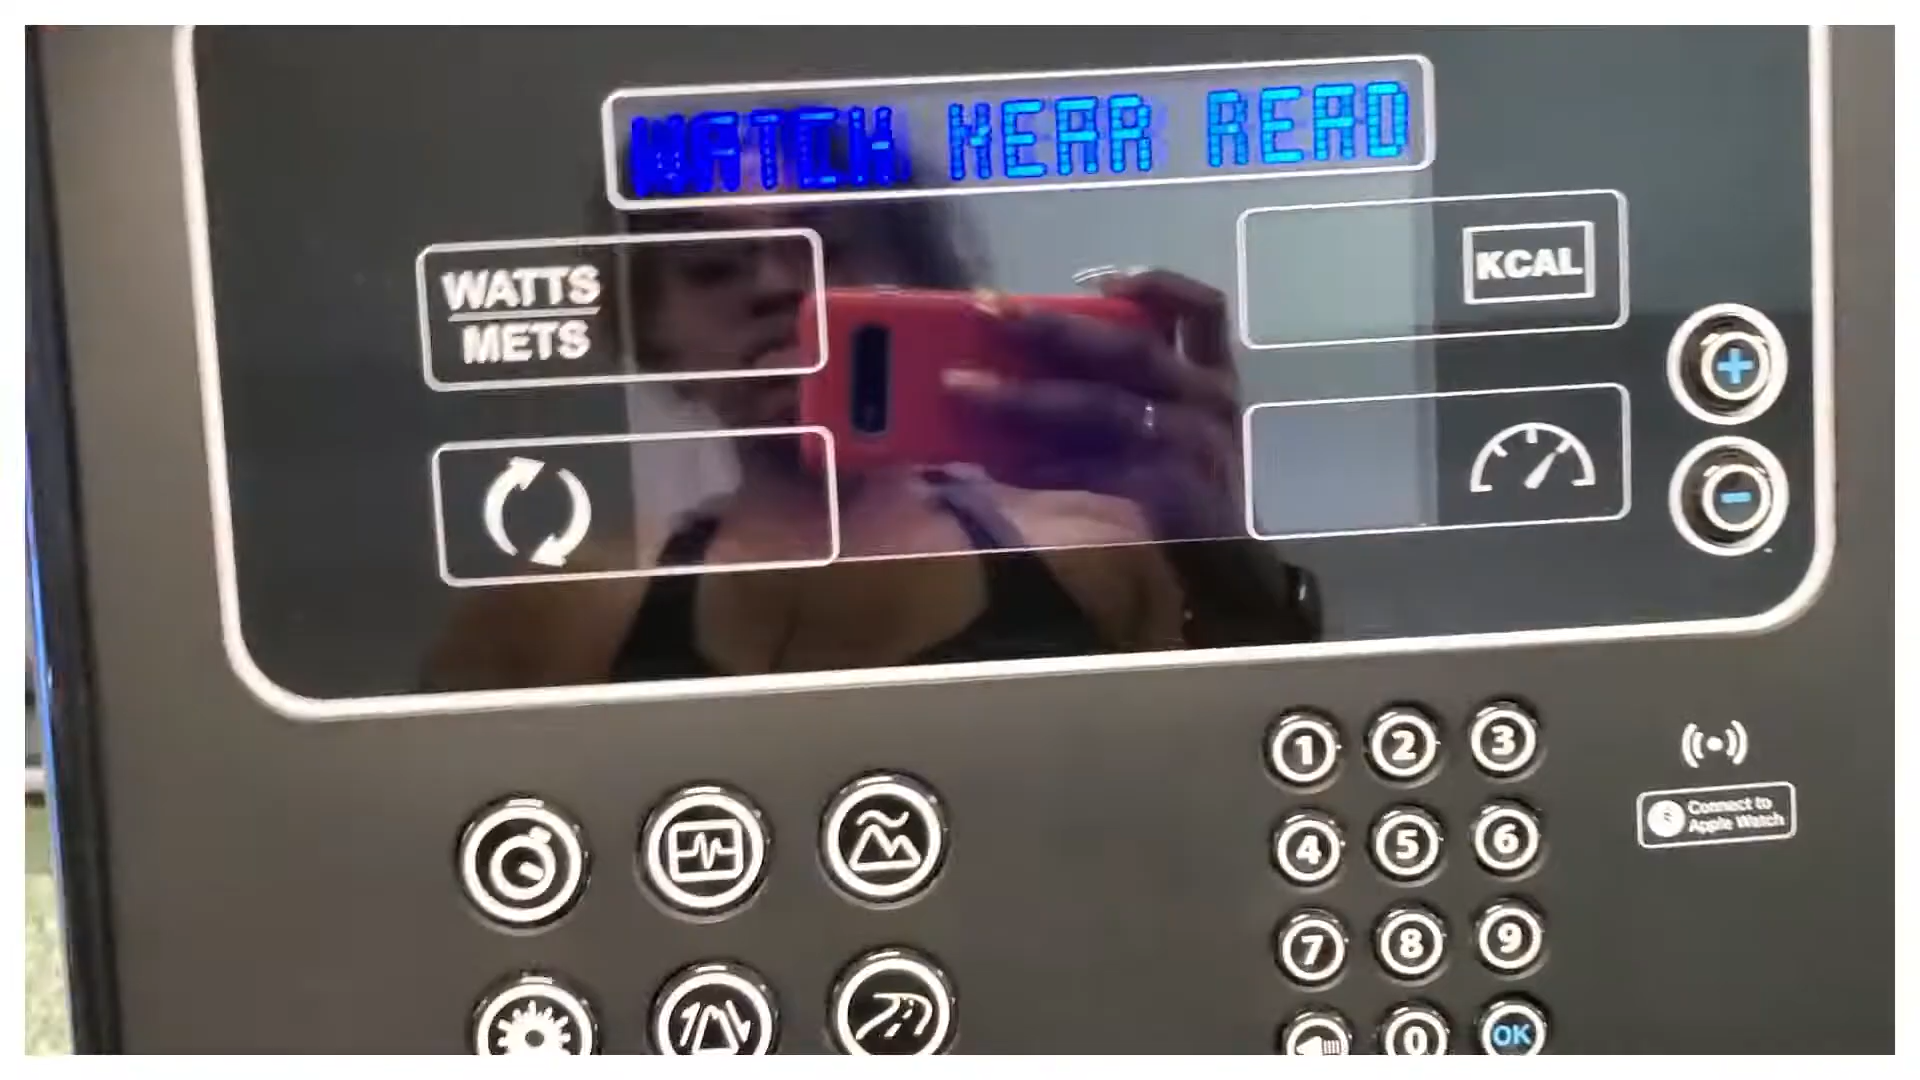 WATCH NEAR READ
WATTS
METS
KCAL
+
-
1 2 3
4 5 6
7 8 9
0 OK
Connect to
Apple Watch